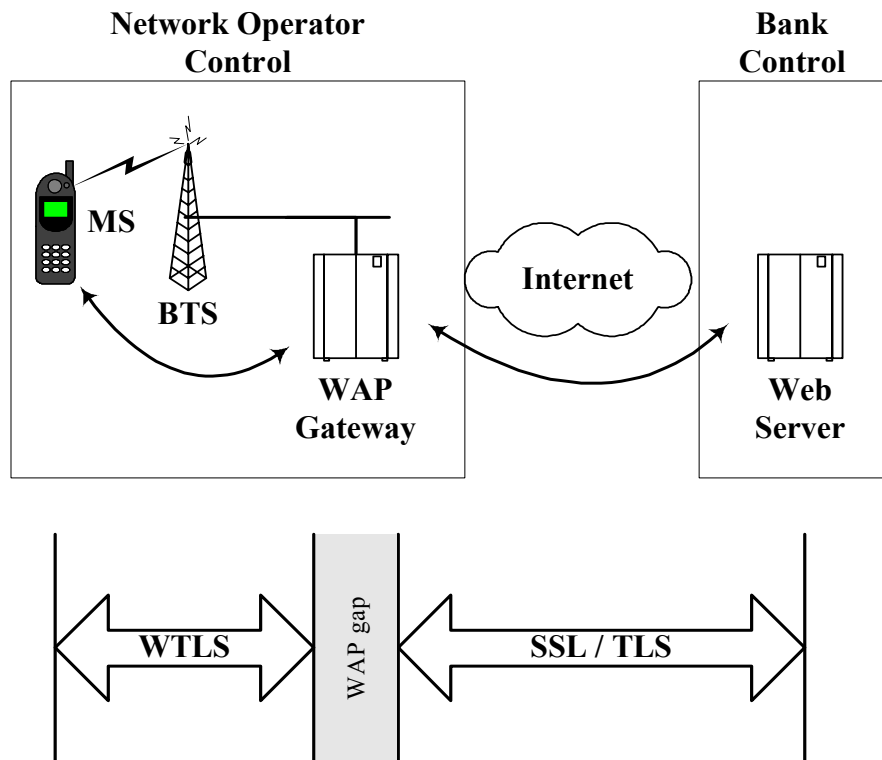 Network Operator
Control
Bank
Control
MS
BTS
Internet
WAP
Gateway
Web
Server
WTLS
WAP gap
SSL / TLS